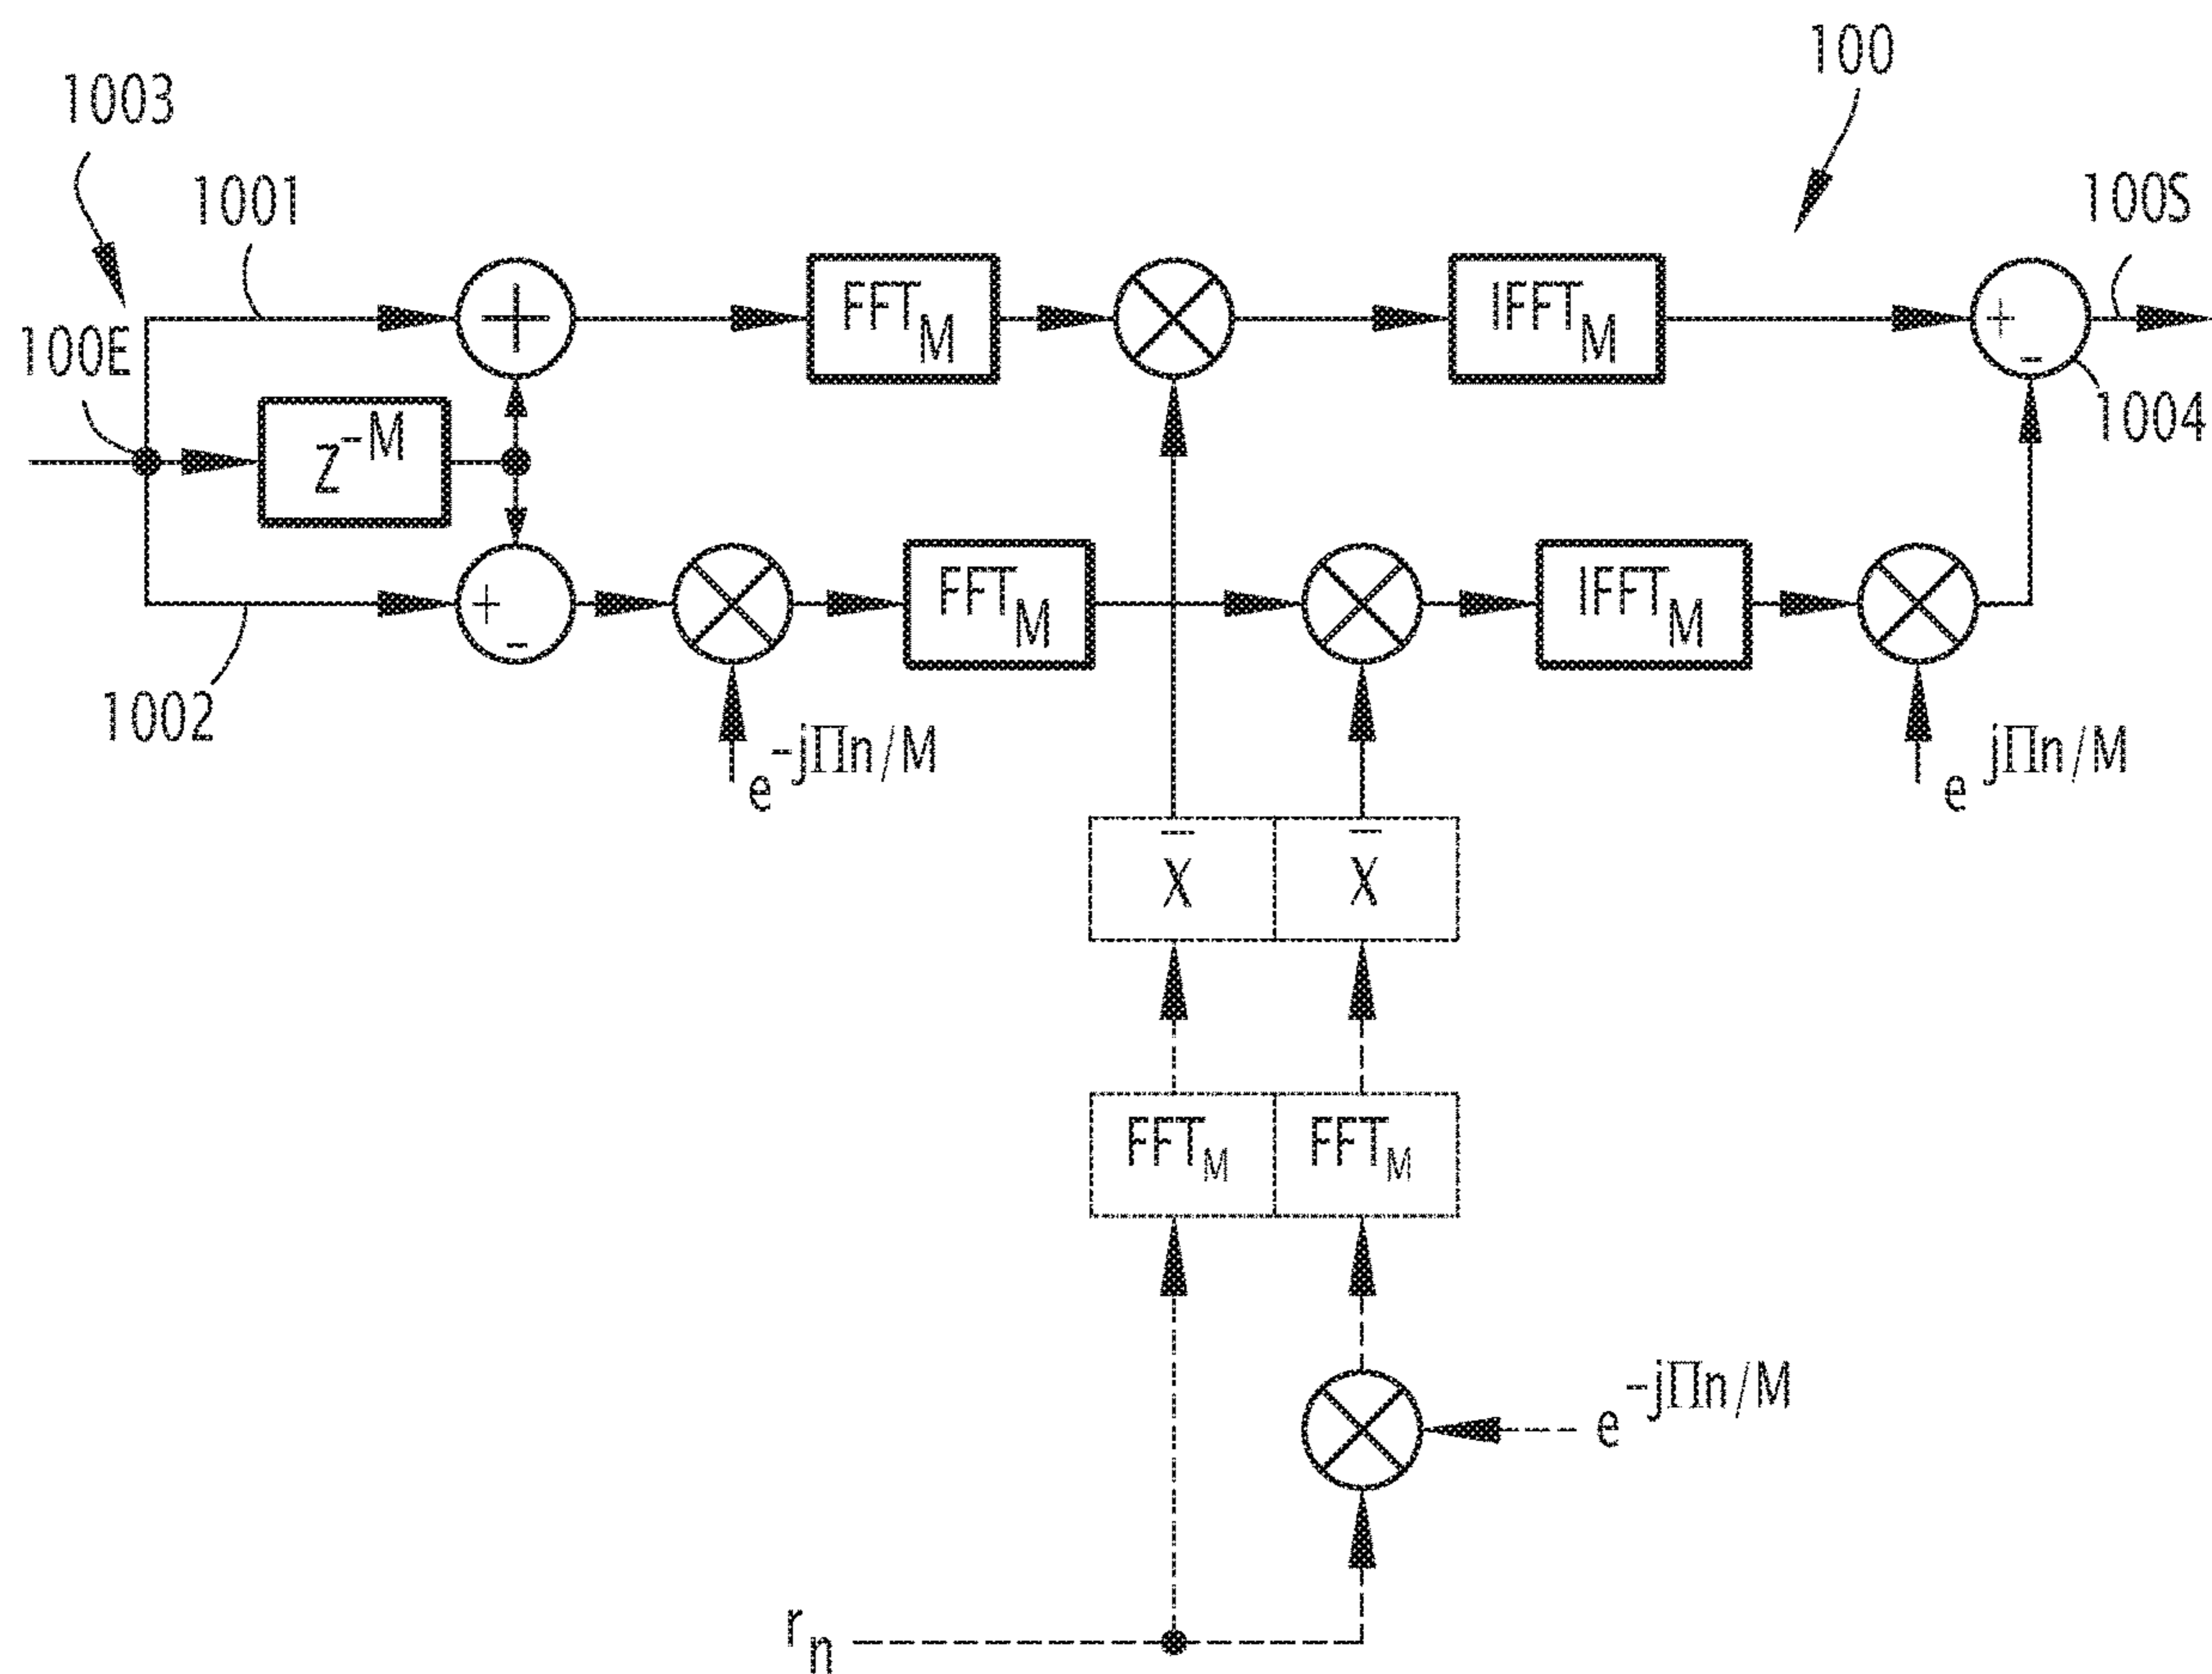 100
1003
1001
100S
100E
FFT_M
IFFT_M
+
-
Z^-M
1004
+
-
FFT_M
IFFT_M
1002
e^-jΠn/M
e^jΠn/M
X̄
X̄
FFT_M
FFT_M
e^-jΠn/M
r_n